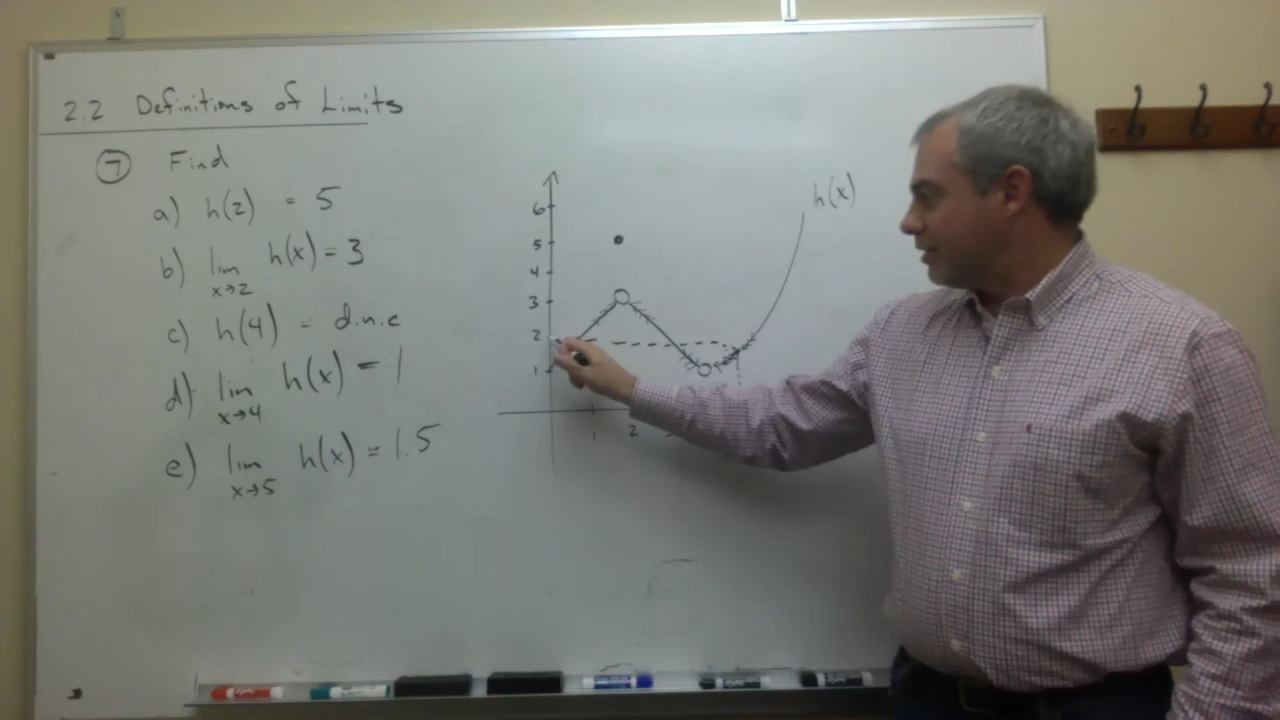 2.2 Definitions of Limits
⑦ Find
a) h(2) = 5
b) lim h(x) = 3
x→2
c) h(4) = d.n.e
d) lim h(x) = 1
x→4
e) lim h(x) = 1.5
x→5
h(x)
6
5
4
3
2
1
1 2